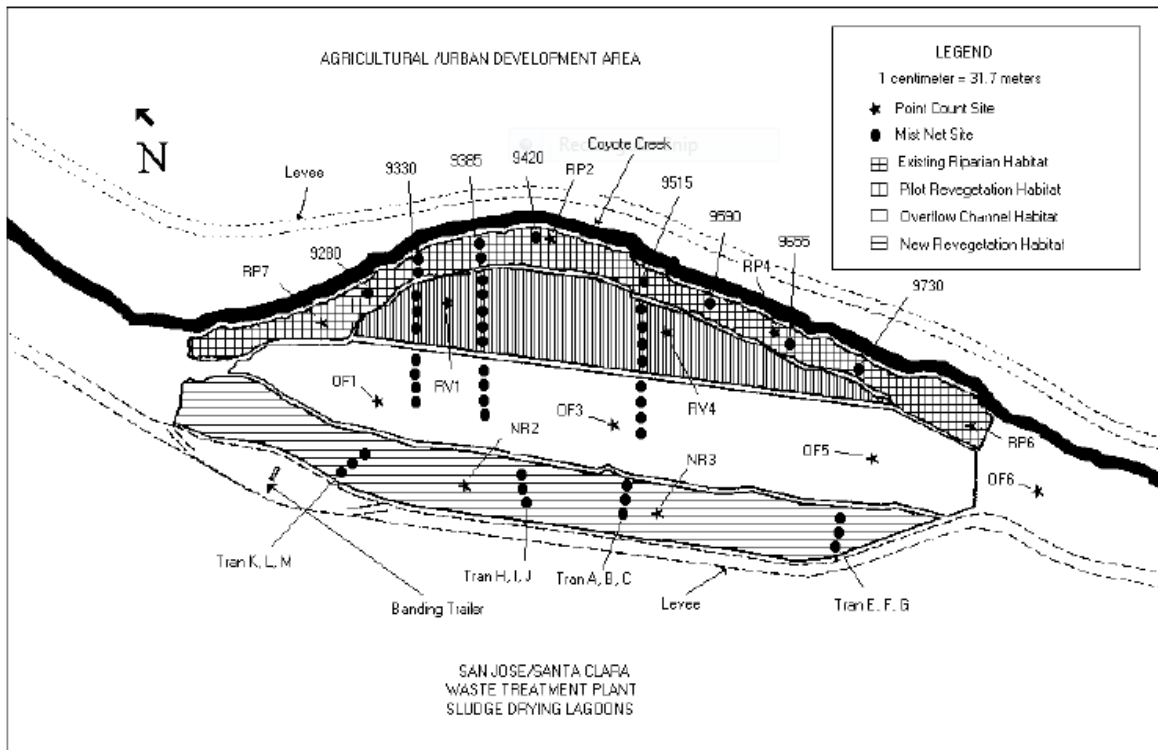 AGRICULTURAL /URBAN DEVELOPMENT AREA
LEGEND
1 centimeter = 31.7 meters
Point Count Site
Mist Net Site
Existing Riparian Habitat
Pilot Revegetation Habitat
Overflow Channel Habitat
New Revegetation Habitat
N
Levee
Coyote Creek
9330
9385
9420
RP2
9515
9590
9655
9730
RP7
9280
RP4
OF1
RV1
OF3
RV4
OF5
RP6
OF6
NR2
NR3
Tran K, L, M
Tran H, I, J
Tran A, B, C
Tran E, F, G
Banding Trailer
Levee
SAN JOSE/SANTA CLARA
WASTE TREATMENT PLANT
SLUDGE DRYING LAGOONS